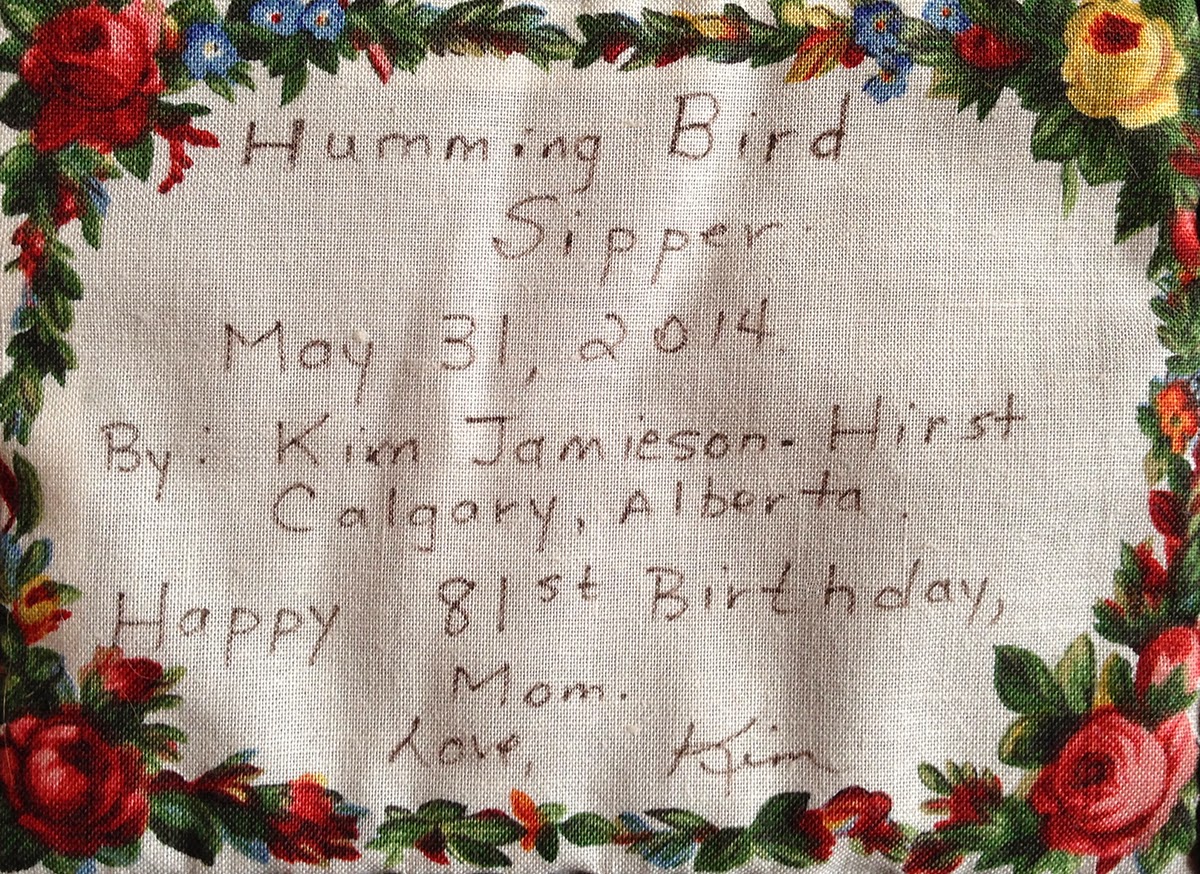 Humming Bird
Sipper.
May 31, 2014.
By: Kim Jamieson-Hirst
Calgary, Alberta.
Happy 81st Birthday,
Mom.
Love, Kim